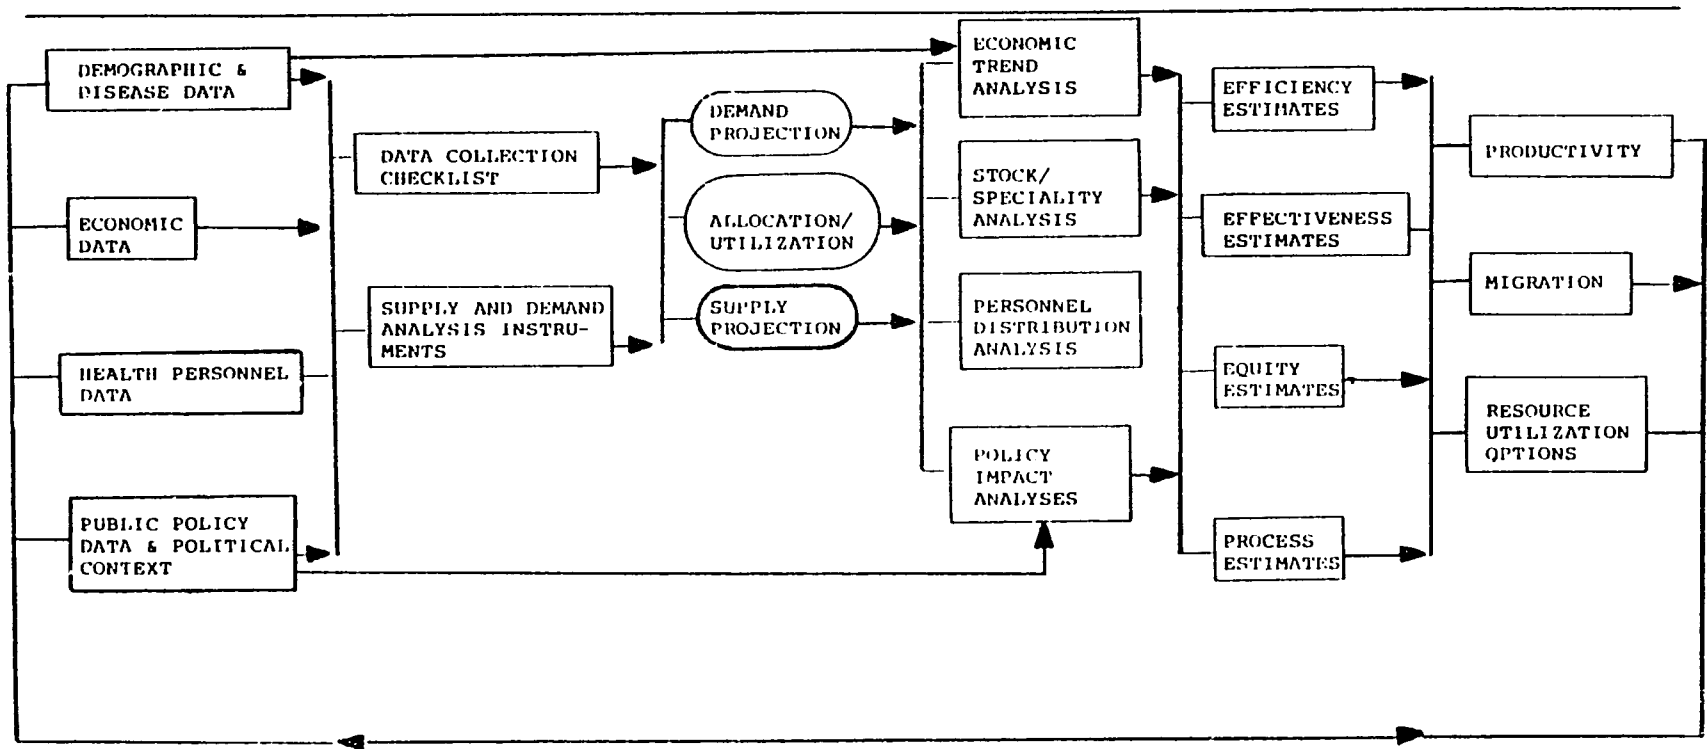 DEMOGRAPHIC &
DISEASE DATA
ECONOMIC
DATA
HEALTH PERSONNEL
DATA
PUBLIC POLICY
DATA & POLITICAL
CONTEXT
DATA COLLECTION
CHECKLIST
SUPPLY AND DEMAND
ANALYSIS INSTRU-
MENTS
DEMAND
PROJECTION
ALLOCATION/
UTILIZATION
SUPPLY
PROJECTION
ECONOMIC
TREND
ANALYSIS
STOCK/
SPECIALITY
ANALYSIS
PERSONNEL
DISTRIBUTION
ANALYSIS
POLICY
IMPACT
ANALYSES
EFFICIENCY
ESTIMATES
EFFECTIVENESS
ESTIMATES
EQUITY
ESTIMATES
PROCESS
ESTIMATES
PRODUCTIVITY
MIGRATION
RESOURCE
UTILIZATION
OPTIONS